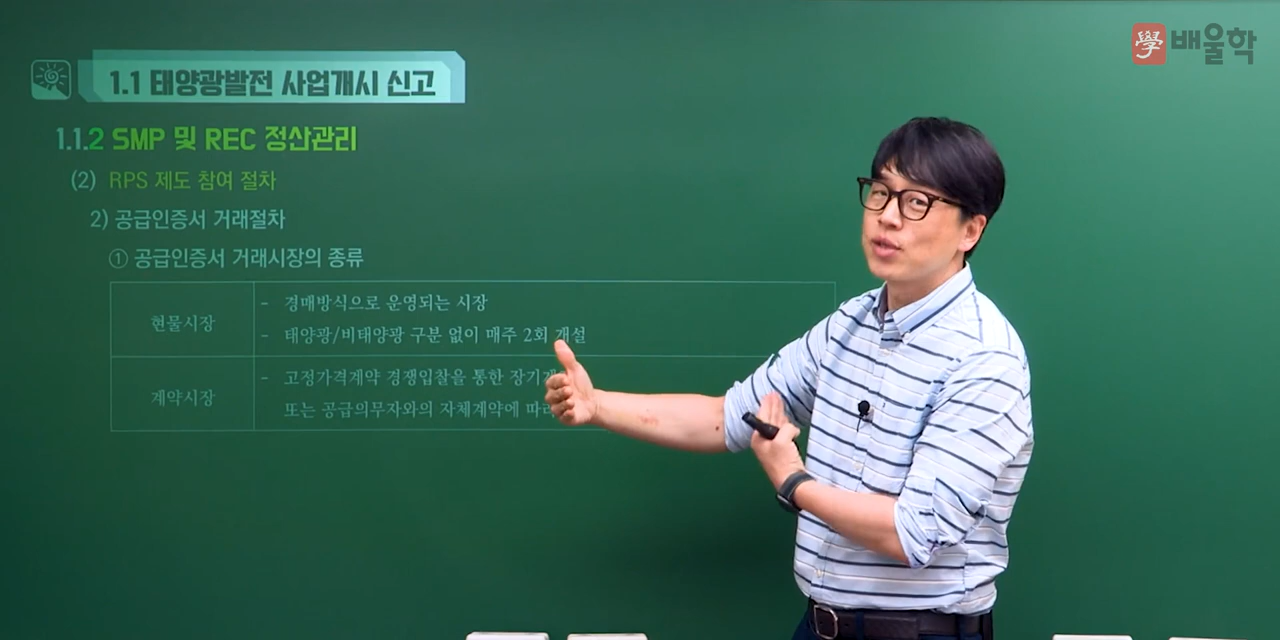 學 배울학
1.1 태양광발전 사업개시 신고
1.1.2 SMP 및 REC 정산관리
(2) RPS 제도 참여 절차
2) 공급인증서 거래절차
① 공급인증서 거래시장의 종류
현물시장
- 경매방식으로 운영되는 시장
- 태양광/비태양광 구분 없이 매주 2회 개설
계약시장
- 고정가격계약 경쟁입찰을 통한
또는 공급의무자와의 자체계약에